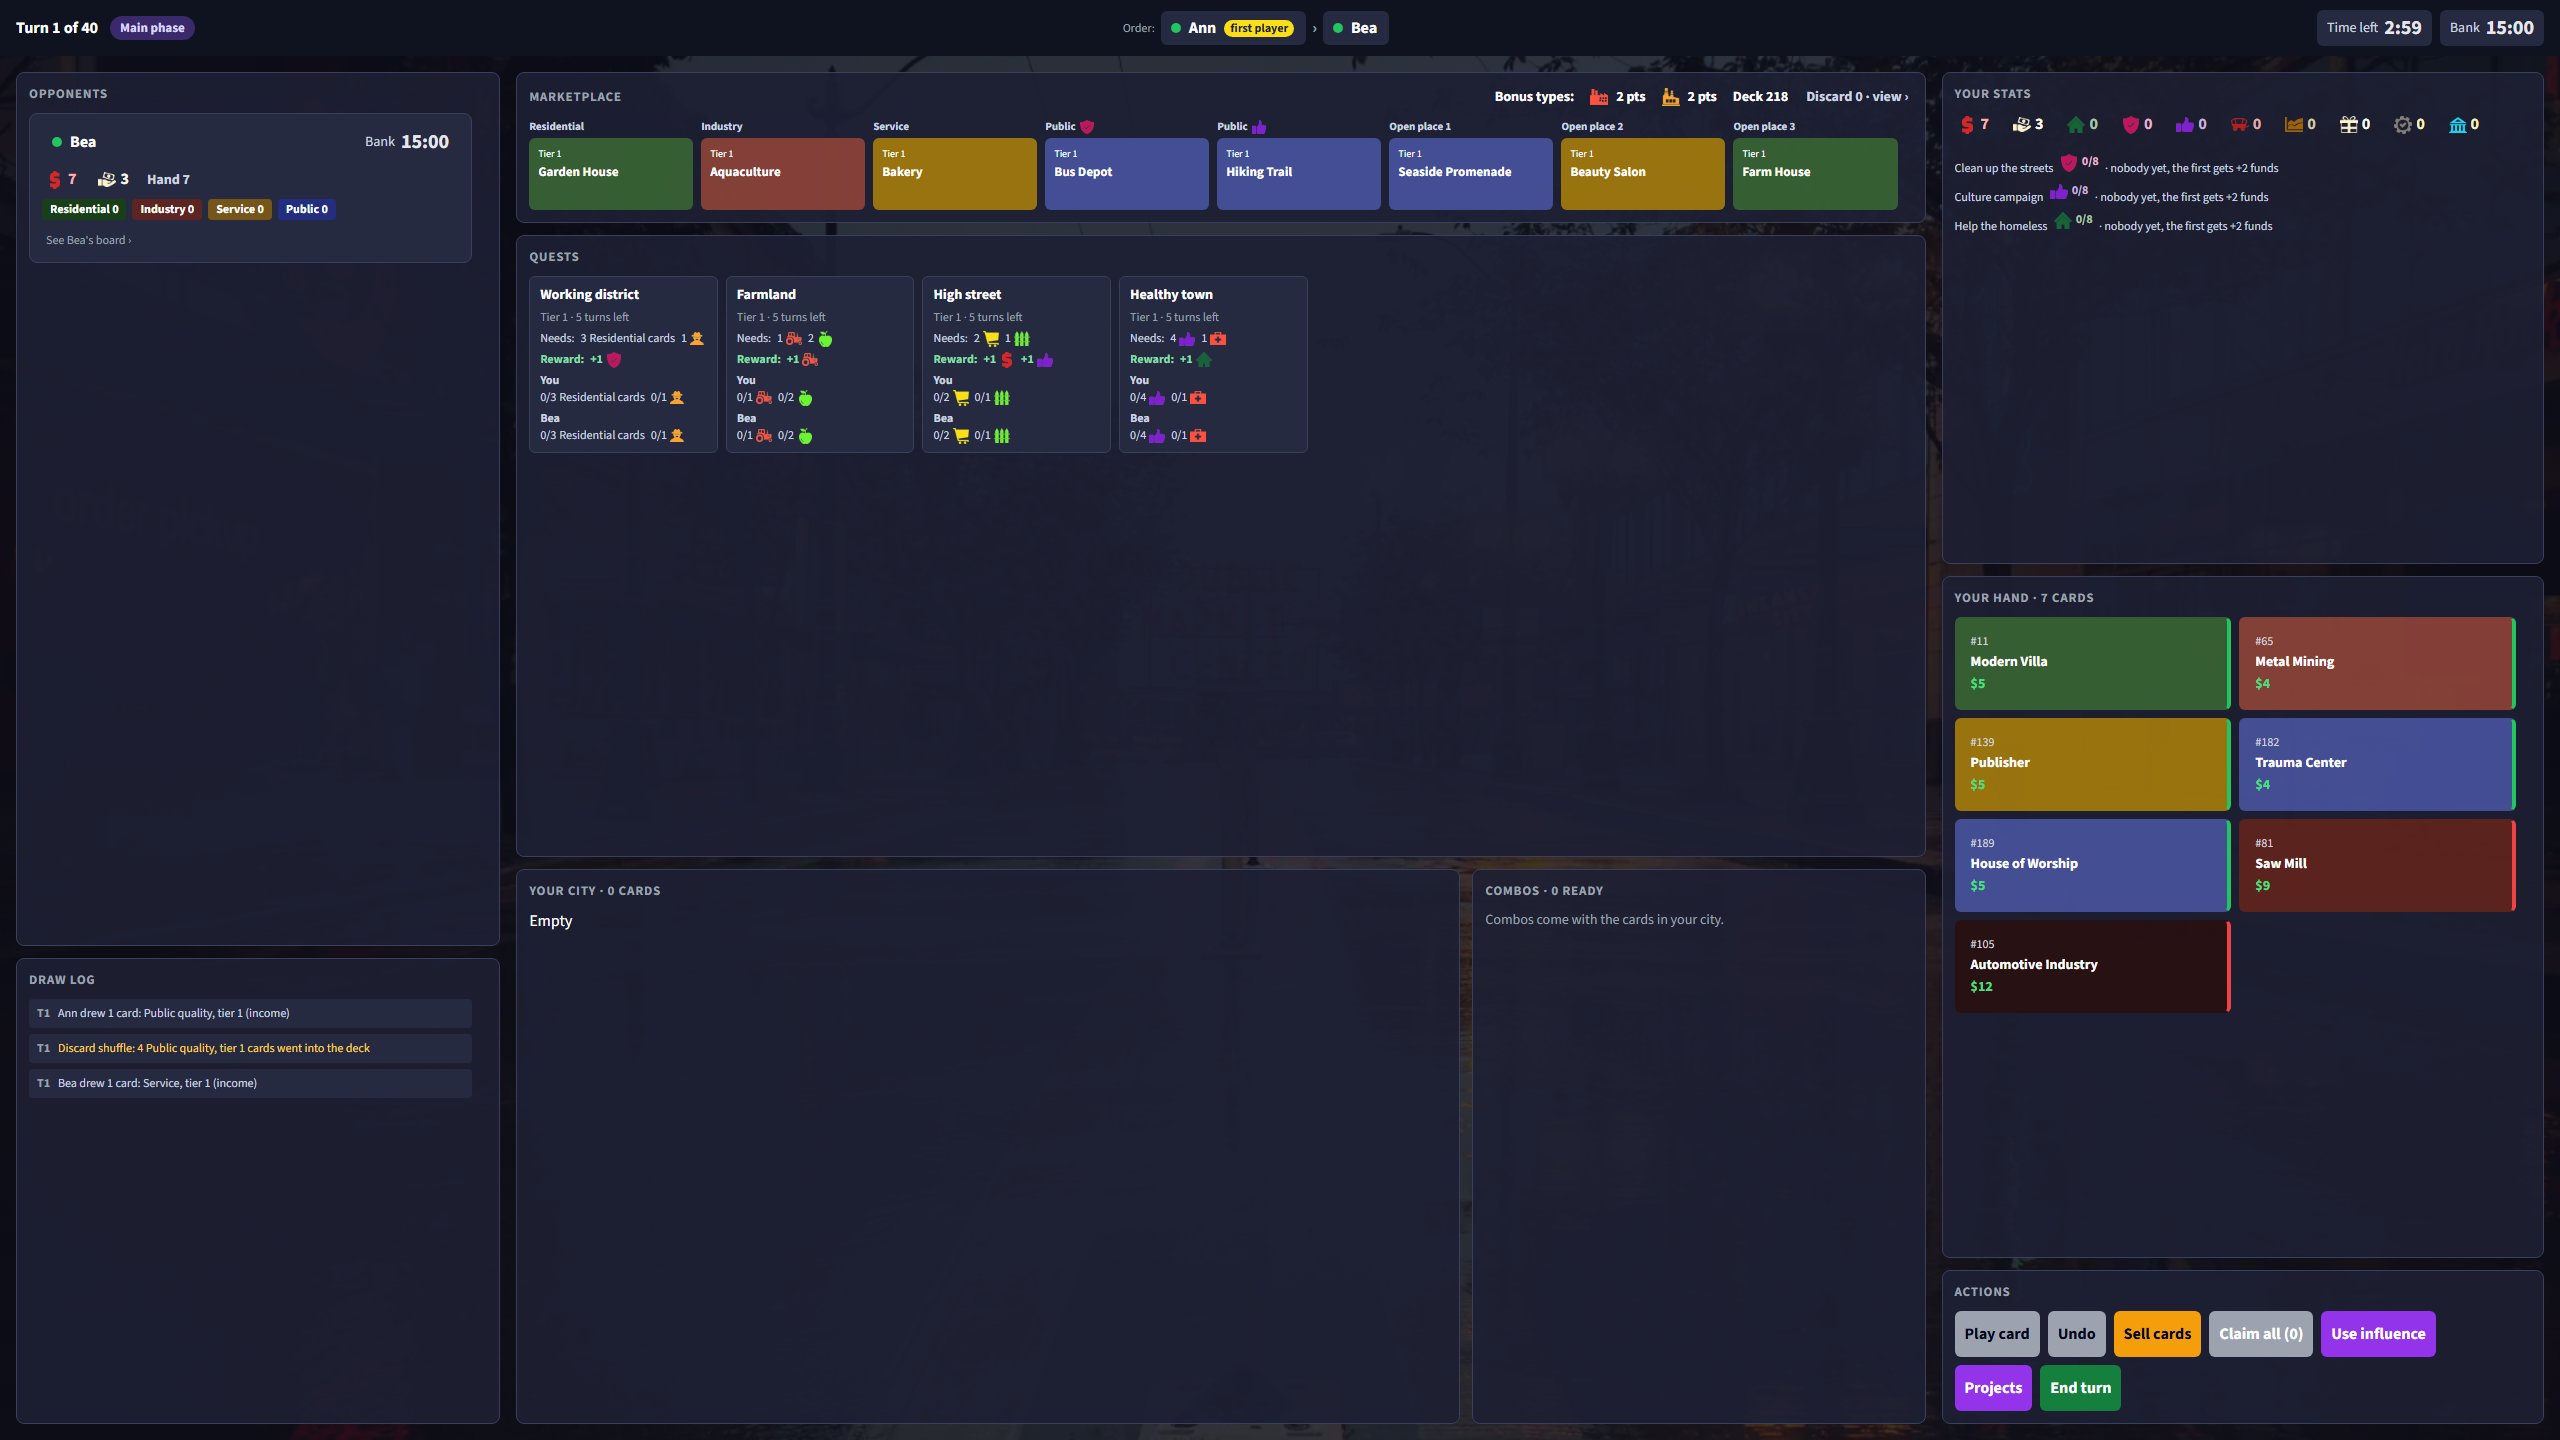 Turn 1 of 40 Main phase
Order: Ann first player › Bea
Time left 2:59 Bank 15:00
OPPONENTS
Bea Bank 15:00
7 3 Hand 7
Residential 0 Industry 0 Service 0 Public 0
See Bea's board ›
MARKETPLACE
Bonus types: 2 pts 2 pts Deck 218 Discard 0 · view ›
Residential Industry Service Public Public Open place 1 Open place 2 Open place 3
Tier 1 Tier 1 Tier 1 Tier 1 Tier 1 Tier 1 Tier 1 Tier 1
Garden House Aquaculture Bakery Bus Depot Hiking Trail Seaside Promenade Beauty Salon Farm House
QUESTS
Working district
Tier 1 · 5 turns left
Needs: 3 Residential cards 1
Reward: +1
You
0/3 Residential cards 0/1
Bea
0/3 Residential cards 0/1
Farmland
Tier 1 · 5 turns left
Needs: 1 2
Reward: +1
You
0/1 0/2
Bea
0/1 0/2
High street
Tier 1 · 5 turns left
Needs: 2 1
Reward: +1 +1
You
0/2 0/1
Bea
0/2 0/1
Healthy town
Tier 1 · 5 turns left
Needs: 4 1
Reward: +1
You
0/4 0/1
Bea
0/4 0/1
YOUR STATS
7 3 0 0 0 0 0 0 0 0
Clean up the streets 0/8 · nobody yet, the first gets +2 funds
Culture campaign 0/8 · nobody yet, the first gets +2 funds
Help the homeless 0/8 · nobody yet, the first gets +2 funds
YOUR HAND · 7 CARDS
#11
Modern Villa
$5
#65
Metal Mining
$4
#139
Publisher
$5
#182
Trauma Center
$4
#189
House of Worship
$5
#81
Saw Mill
$9
#105
Automotive Industry
$12
YOUR CITY · 0 CARDS
Empty
COMBOS · 0 READY
Combos come with the cards in your city.
DRAW LOG
T1 Ann drew 1 card: Public quality, tier 1 (income)
T1 Discard shuffle: 4 Public quality, tier 1 cards went into the deck
T1 Bea drew 1 card: Service, tier 1 (income)
ACTIONS
Play card Undo Sell cards Claim all (0) Use influence
Projects End turn